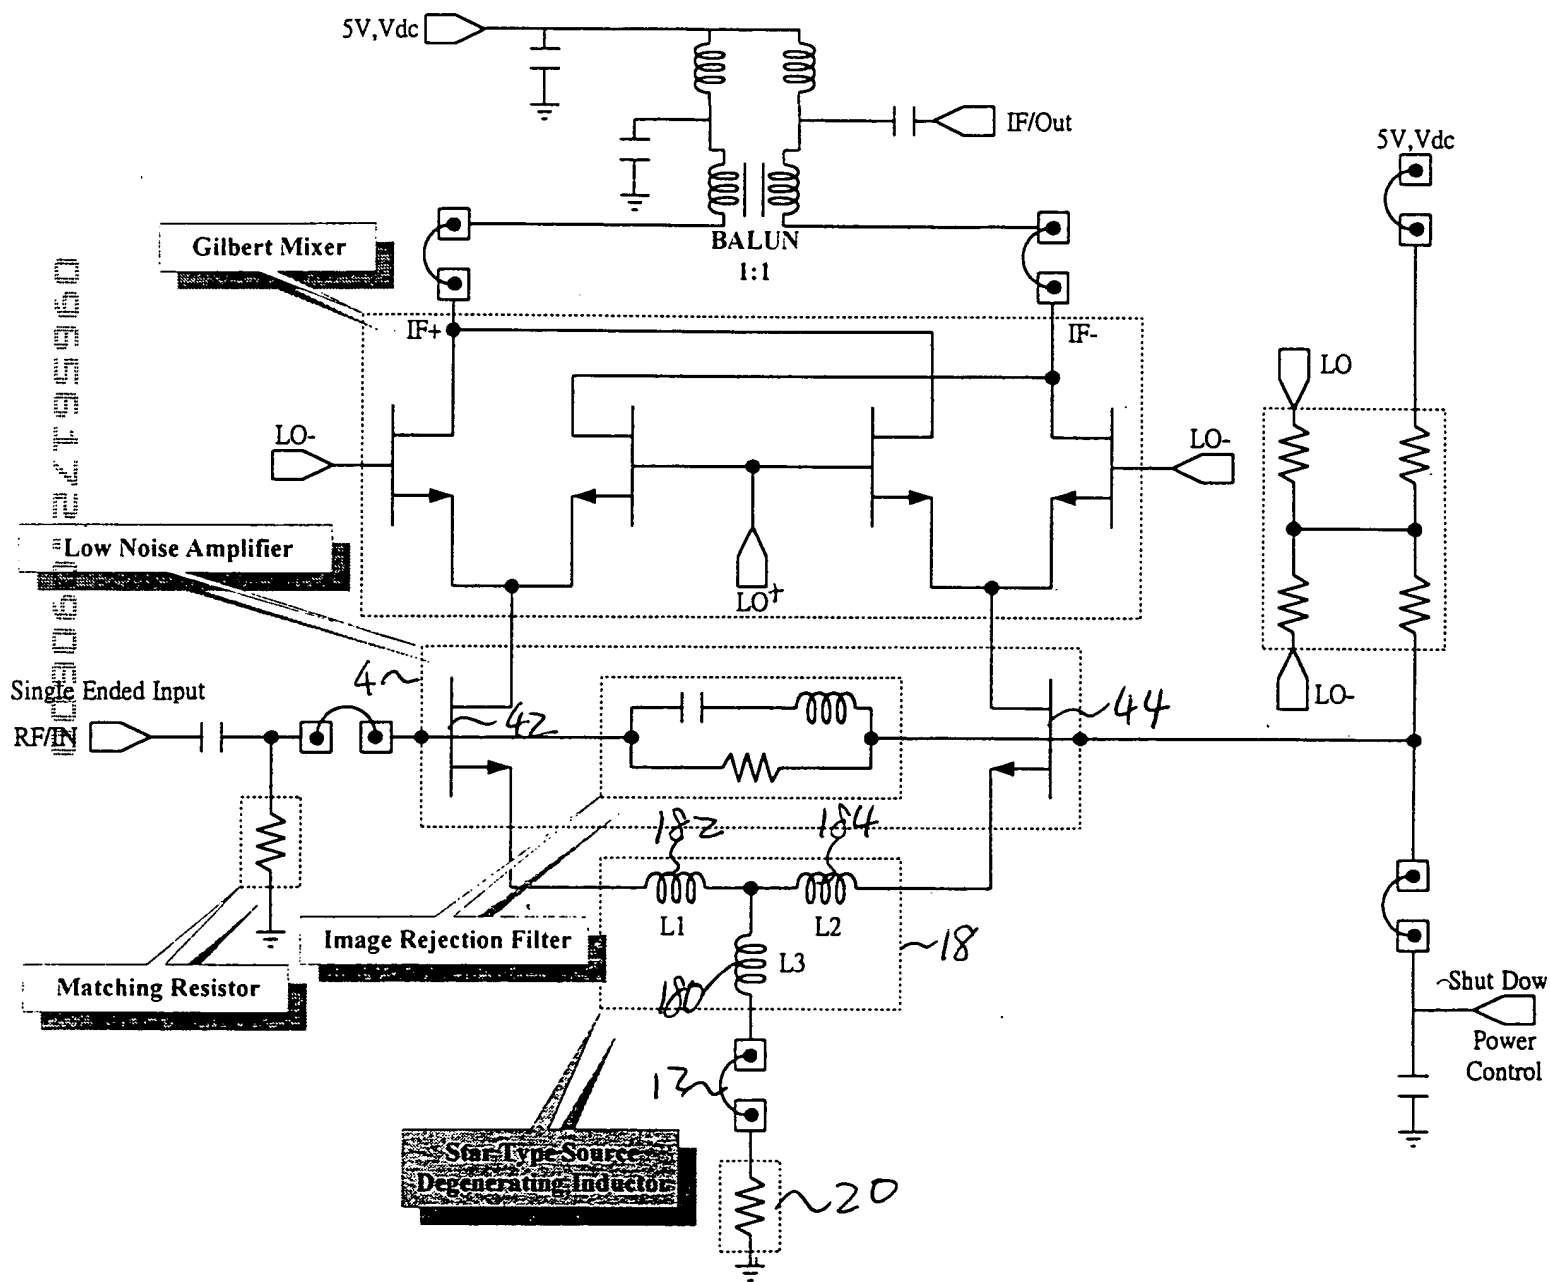 5V,Vdc
IF/Out
5V,Vdc
BALUN
1:1
Gilbert Mixer
IF+
IF-
LO
LO-
LO-
LO+
Low Noise Amplifier
LO-
4
42
44
Single Ended Input
RF/IN
182
184
L1
L2
18
L3
180
Image Rejection Filter
Matching Resistor
~Shut Dow
Power
Control
Star-Type Source
Degenerating Inductor
20